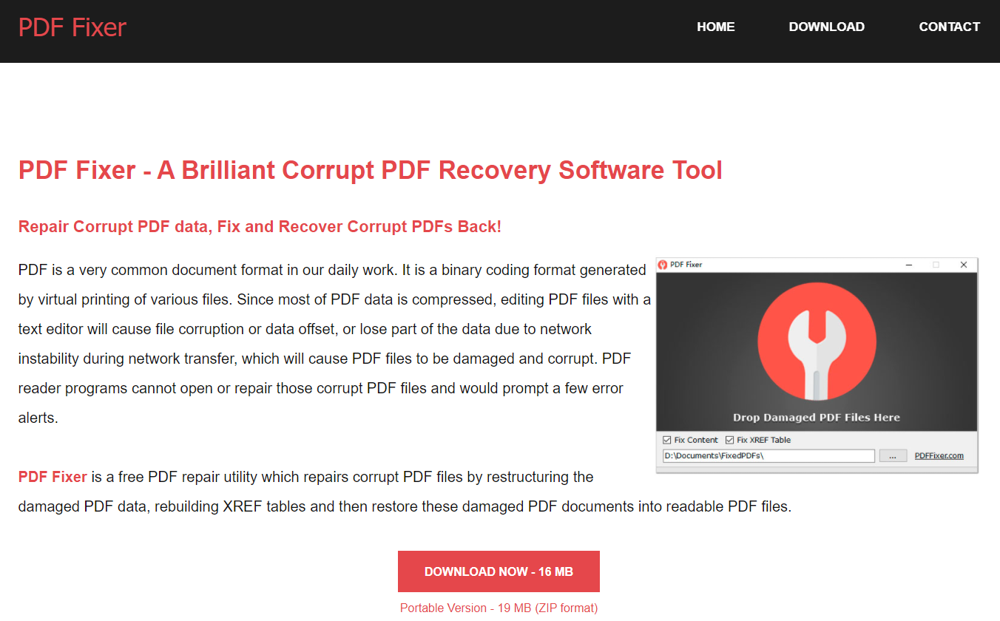 PDF Fixer
HOME
DOWNLOAD
CONTACT
PDF Fixer - A Brilliant Corrupt PDF Recovery Software Tool
Repair Corrupt PDF data, Fix and Recover Corrupt PDFs Back!
PDF is a very common document format in our daily work. It is a binary coding format generated
by virtual printing of various files. Since most of PDF data is compressed, editing PDF files with a
text editor will cause file corruption or data offset, or lose part of the data due to network
instability during network transfer, which will cause PDF files to be damaged and corrupt. PDF
reader programs cannot open or repair those corrupt PDF files and would prompt a few error
alerts.
PDF Fixer
Drop Damaged PDF Files Here
Fix Content
Fix XREF Table
D:\Documents\FixedPDFs\
...
PDFFixer.com
PDF Fixer is a free PDF repair utility which repairs corrupt PDF files by restructuring the
damaged PDF data, rebuilding XREF tables and then restore these damaged PDF documents into readable PDF files.
DOWNLOAD NOW - 16 MB
Portable Version - 19 MB (ZIP format)